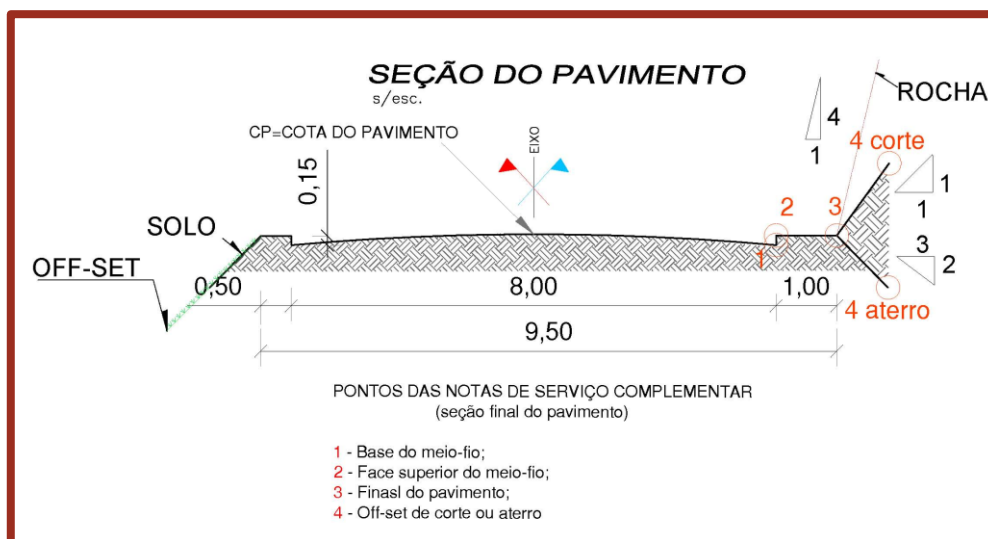 SEÇÃO DO PAVIMENTO
s/esc.
ROCHA
CP=COTA DO PAVIMENTO
EIXO
4
1
4 corte
0,15
1
1
SOLO
2
3
OFF-SET
1
3
2
0,50
8,00
1,00
4 aterro
9,50
PONTOS DAS NOTAS DE SERVIÇO COMPLEMENTAR
(seção final do pavimento)
1 - Base do meio-fio;
2 - Face superior do meio-fio;
3 - Finasl do pavimento;
4 - Off-set de corte ou aterro